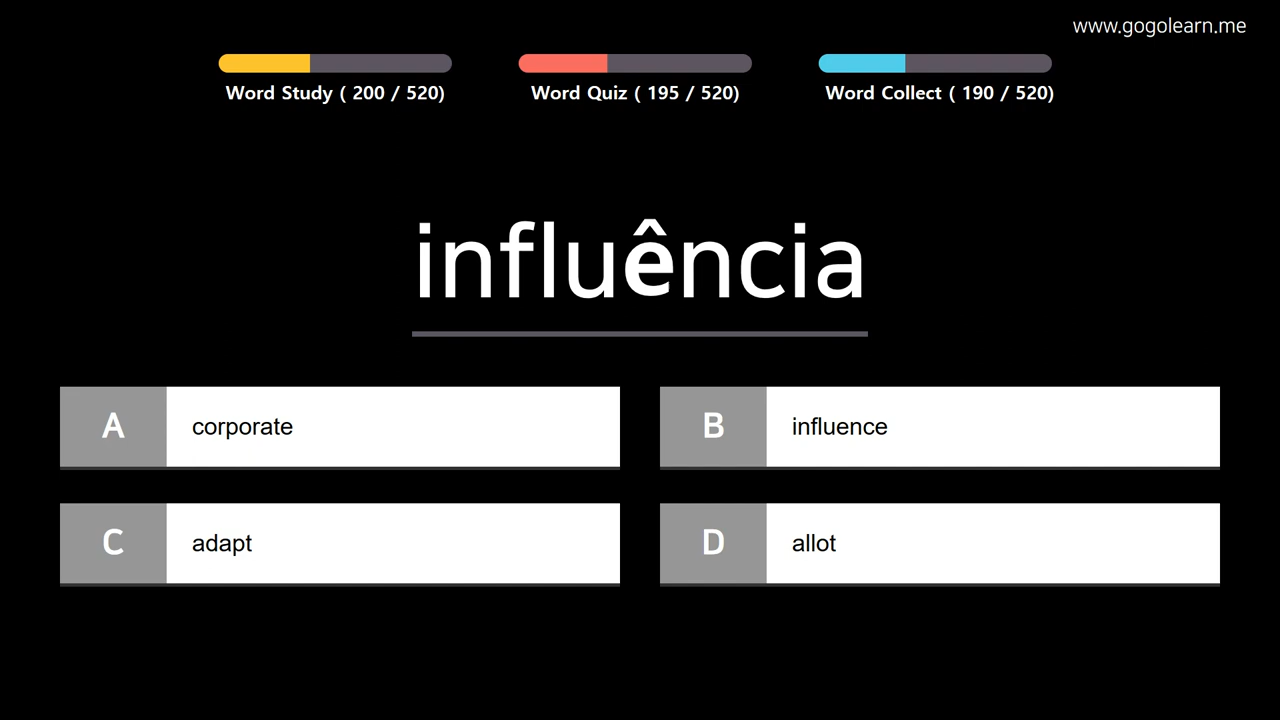 www.gogolearn.me
Word Study ( 200 / 520)
Word Quiz ( 195 / 520)
Word Collect ( 190 / 520)
influência
A corporate
B influence
C adapt
D allot